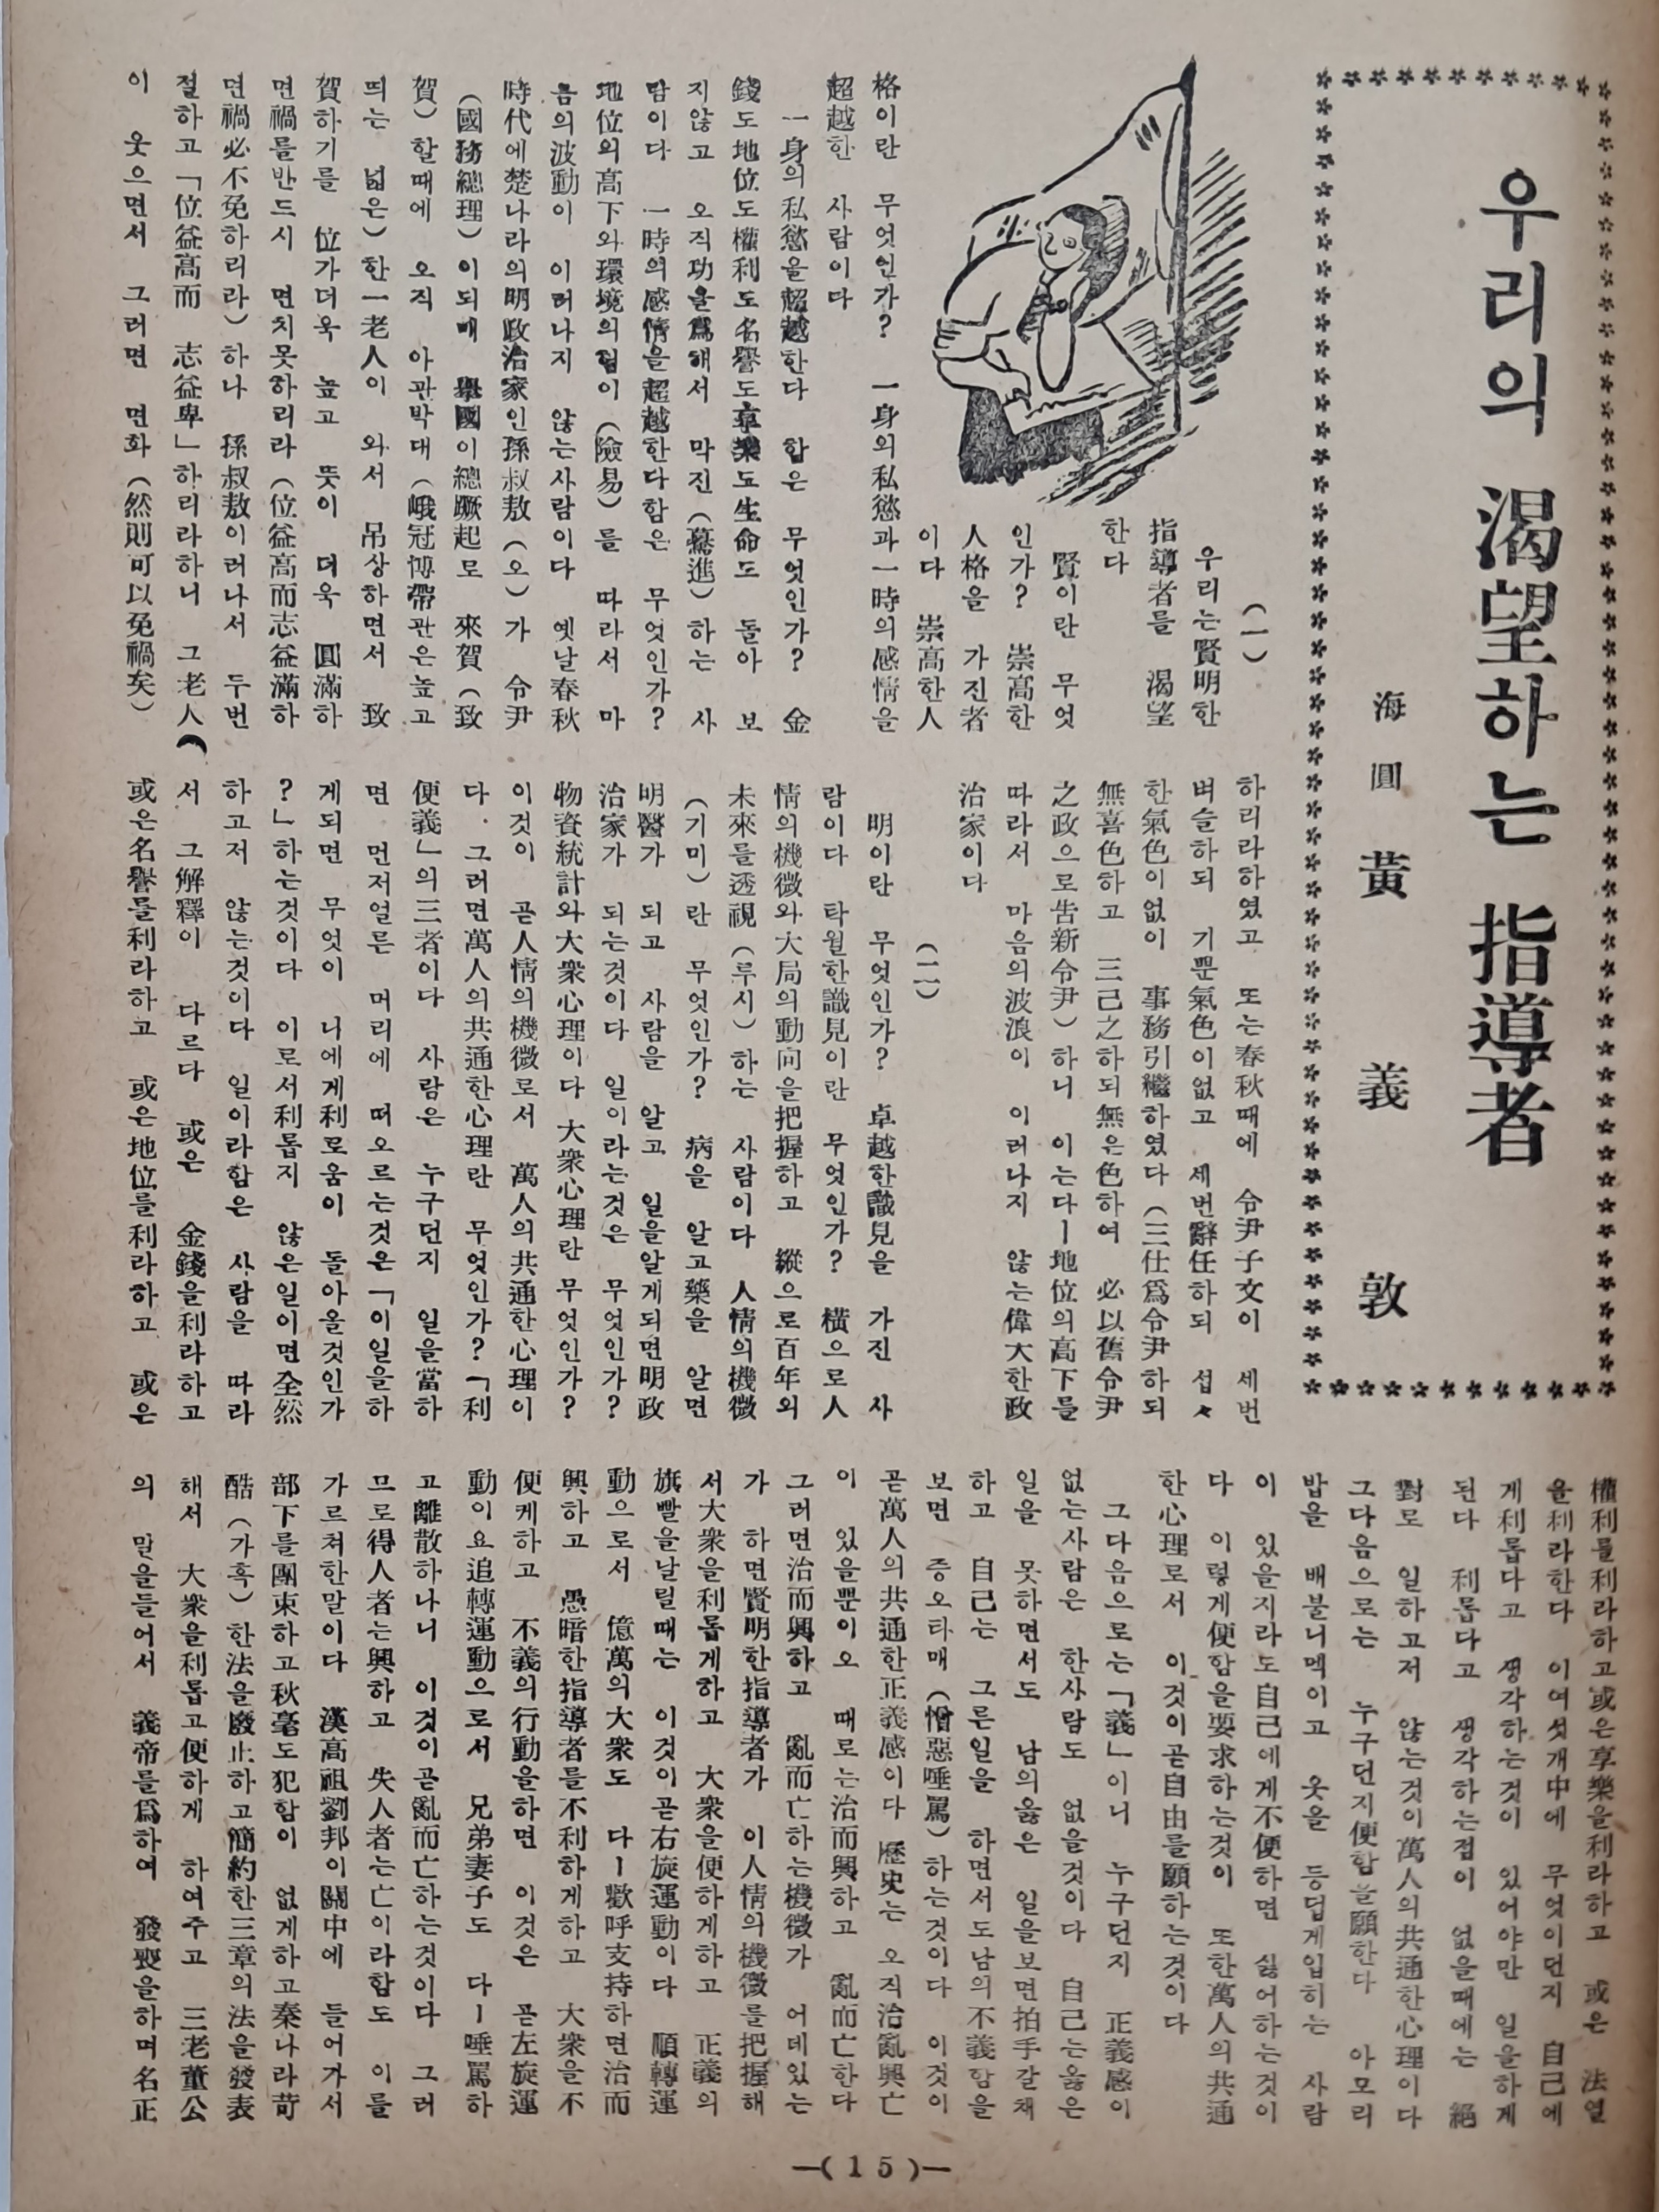 우리의 渴望하는 指導者
海圓 黃義敦
(一)
우리는賢明한
指導者를 渴望
한다
賢이란 무엇
인가? 崇高한
人格을 가진者
이다 崇高한人
格이란 무엇인가? 一身의私慾과一時의感情을
超越한 사람이다
一身의私慾을超越한다 함은 무엇인가? 金
錢도地位도權利도名譽도享樂도生命도 돌아보
지않고 오직功을爲해서 막진(驀進)하는 사
람이다 一時의感情을超越한다함은 무엇인가?
地位의高下와環境의험이(險易)를 따라서 마
음의波動이 이러나지 않는사람이다 옛날春秋
時代에楚나라의明政治家인孫叔敖(오)가 令尹
(國務總理)이되매 擧國이總蹶起로 來賀(致
賀)할때에 오직 아관박대(峨冠博帶관은높고
띄는 넓은)한一老人이 와서 吊상하면서 致
賀하기를 位가더욱 높고 뜻이 더욱 圓滿하
면禍를반드시 면치못하리라(位益高而志益滿하
면禍必不免하리라)하나 孫叔敖이러나서 두번
절하고「位益高而 志益卑」하리라하니 그老人
이 웃으면서 그러면 면화(然則可以免禍矣)
하리라하였고 또는春秋때에 令尹子文이 세번
벼슬하되 기뿐氣色이없고 세번辭任하되 섭々
한氣色이없이 事務引繼하였다(三仕爲令尹하되
無喜色하고 三己之하되無은色하여 必以舊令尹
之政으로告新令尹)하니 이는다ー地位의高下를
따라서 마음의波浪이 이러나지 않는偉大한政
治家이다
(二)
明이란 무엇인가? 卓越한識見을 가진 사
람이다 탁월한識見이란 무엇인가? 橫으로人
情의機微와大局의動向을把握하고 縱으로百年의
未來를透視(루시)하는 사람이다 人情의機微
(기미)란 무엇인가? 病을 알고藥을 알면
明醫가 되고 사람을 알고 일을알게되면明政
治家가 되는것이다 일이라는것은 무엇인가?
物資統計와大衆心理이다 大衆心理란 무엇인가?
이것이 곧人情의機微로서 萬人의共通한心理이
다. 그러면萬人의共通한心理란 무엇인가?「利
便義」의三者이다 사람은 누구던지 일을當하
면 먼저얼른 머리에 떠오르는것은「이일을하
게되면 무엇이 니에게利로움이 돌아올것인가
?」하는것이다 이로서利롭지 않은일이면全然
하고저 않는것이다 일이라함은 사람을 따라
서 그解釋이 다르다 或은 金錢을利라하고
或은名譽를利라하고 或은地位를利라하고 或은
權利를利라하고或은享樂을利라하고 或은 法열
을利라한다 이여섯개中에 무엇이던지 自己에
게利롭다고 생각하는것이 있어야만 일을하게
된다 利롭다고 생각하는점이 없을때에는 絕
對로 일하고저 않는것이萬人의共通한心理이다
그다음으로는 누구던지便함을願한다 아모리
밥을 배불니멕이고 옷을 등덥게입히는 사람
이 있을지라도自己에게不便하면 싫어하는것이
다 이렇게便함을要求하는것이 또한萬人의共通
한心理로서 이것이곧自由를願하는것이다
그다음으로는「義」이니 누구던지 正義感이
없는사람은 한사람도 없을것이다 自己는옳은
일을 못하면서도 남의옳은 일을보면拍手갈채
하고 自己는 그른일을 하면서도남의不義함을
보면 증오타매(憎惡唾罵)하는것이다 이것이
곧萬人의共通한正義感이다 歷史는 오직治亂興亡
이 있을뿐이오 때로는治而興하고 亂而亡한다
그러면治而興하고 亂而亡하는機微가 어데있는
가 하면賢明한指導者가 이人情의機微를把握해
서大衆을利롭게하고 大衆을便하게하고 正義의
旗빨을날릴때는 이것이곧右旋運動이다 順轉運
動으로서 億萬의大衆도 다ー歡呼支持하면治而
興하고 愚暗한指導者를不利하게하고 大衆을不
便케하고 不義의行動을하면 이것은 곧左旋運
動이요追轉運動으로서 兄弟妻子도 다ー唾罵하
고離散하나니 이것이곧亂而亡하는것이다 그러
므로得人者는興하고 失人者는亡이라함도 이를
가르쳐한말이다 漢高祖劉邦이關中에 들어가서
部下를團束하고秋毫도犯함이 없게하고秦나라苛
酷(가혹)한法을廢止하고簡約한三章의法을發表
해서 大衆을利롭고便하게 하여주고 三老董公
의 말을들어서 義帝를爲하여 發喪을하며名正
—(15)—